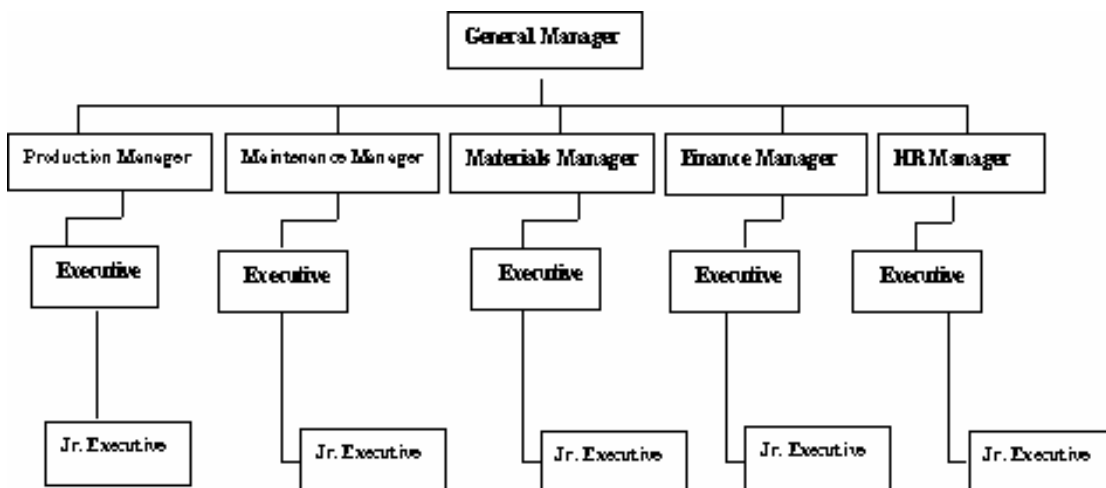 General Manager
Production Manager
Maintenance Manager
Materials Manager
Finance Manager
HR Manager
Executive
Executive
Executive
Executive
Executive
Jr. Executive
Jr. Executive
Jr. Executive
Jr. Executive
Jr. Executive